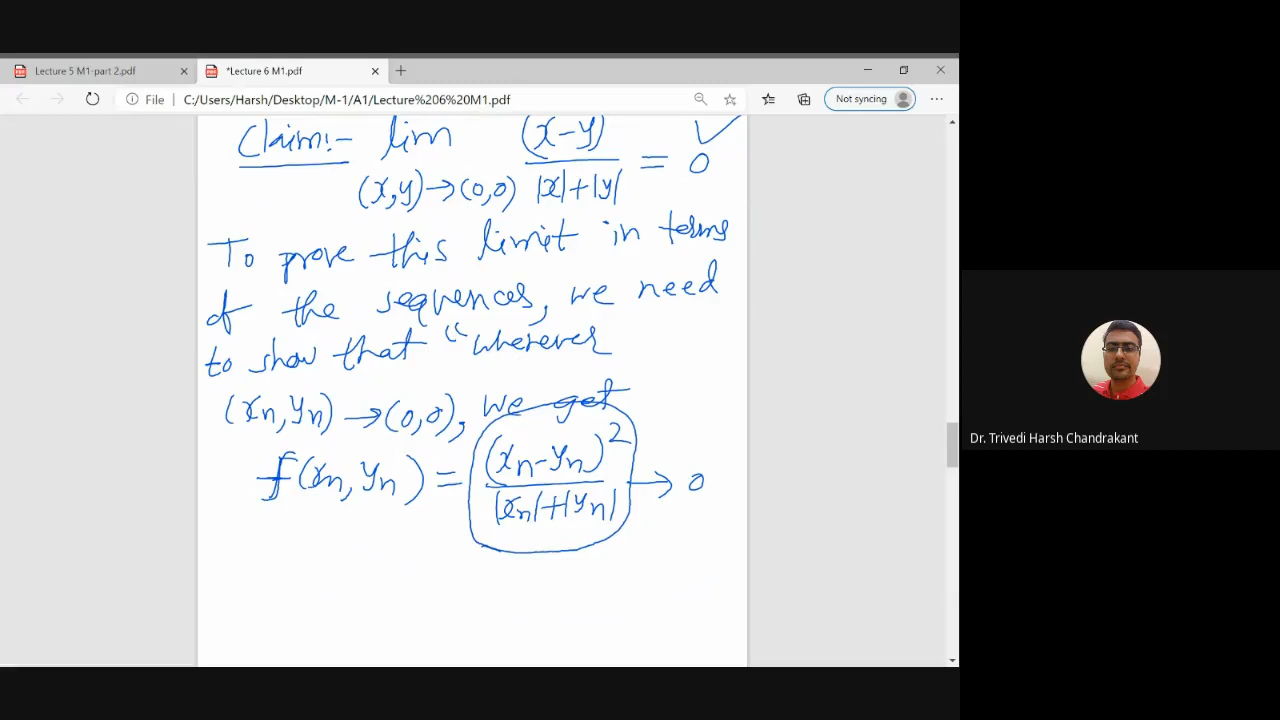 Lecture 5 M1-part 2.pdf
*Lecture 6 M1.pdf
File | C:/Users/Harsh/Desktop/M-1/A1/Lecture%206%20M1.pdf
Not syncing
Claim:- lim (x-y) / |x|+|y| = 0 ✓
(x,y)→(0,0)
To prove this limit in terms
of the sequences, we need
to show that "whenever
(xn,yn)→(0,0), we get
f(xn,yn) = (xn-yn)² / |xn|+|yn| → 0
Dr. Trivedi Harsh Chandrakant